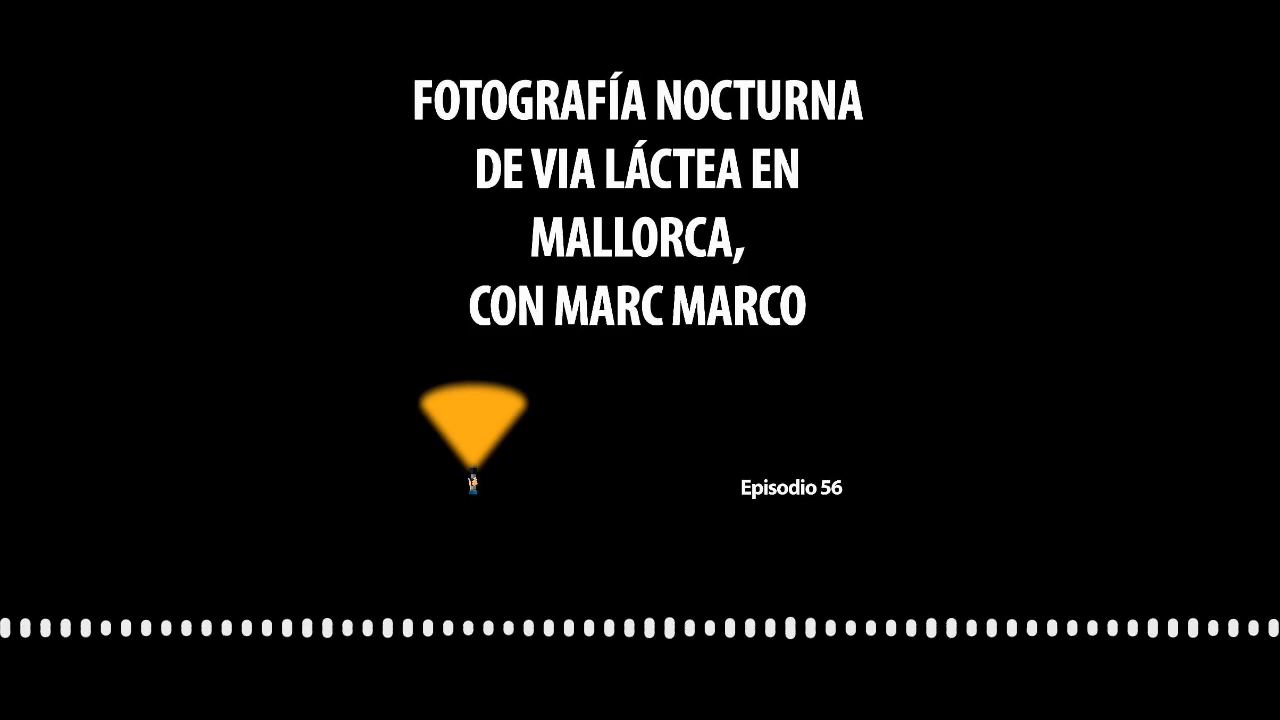 FOTOGRAFÍA NOCTURNA
DE VIA LÁCTEA EN
MALLORCA,
CON MARC MARCO
Episodio 56